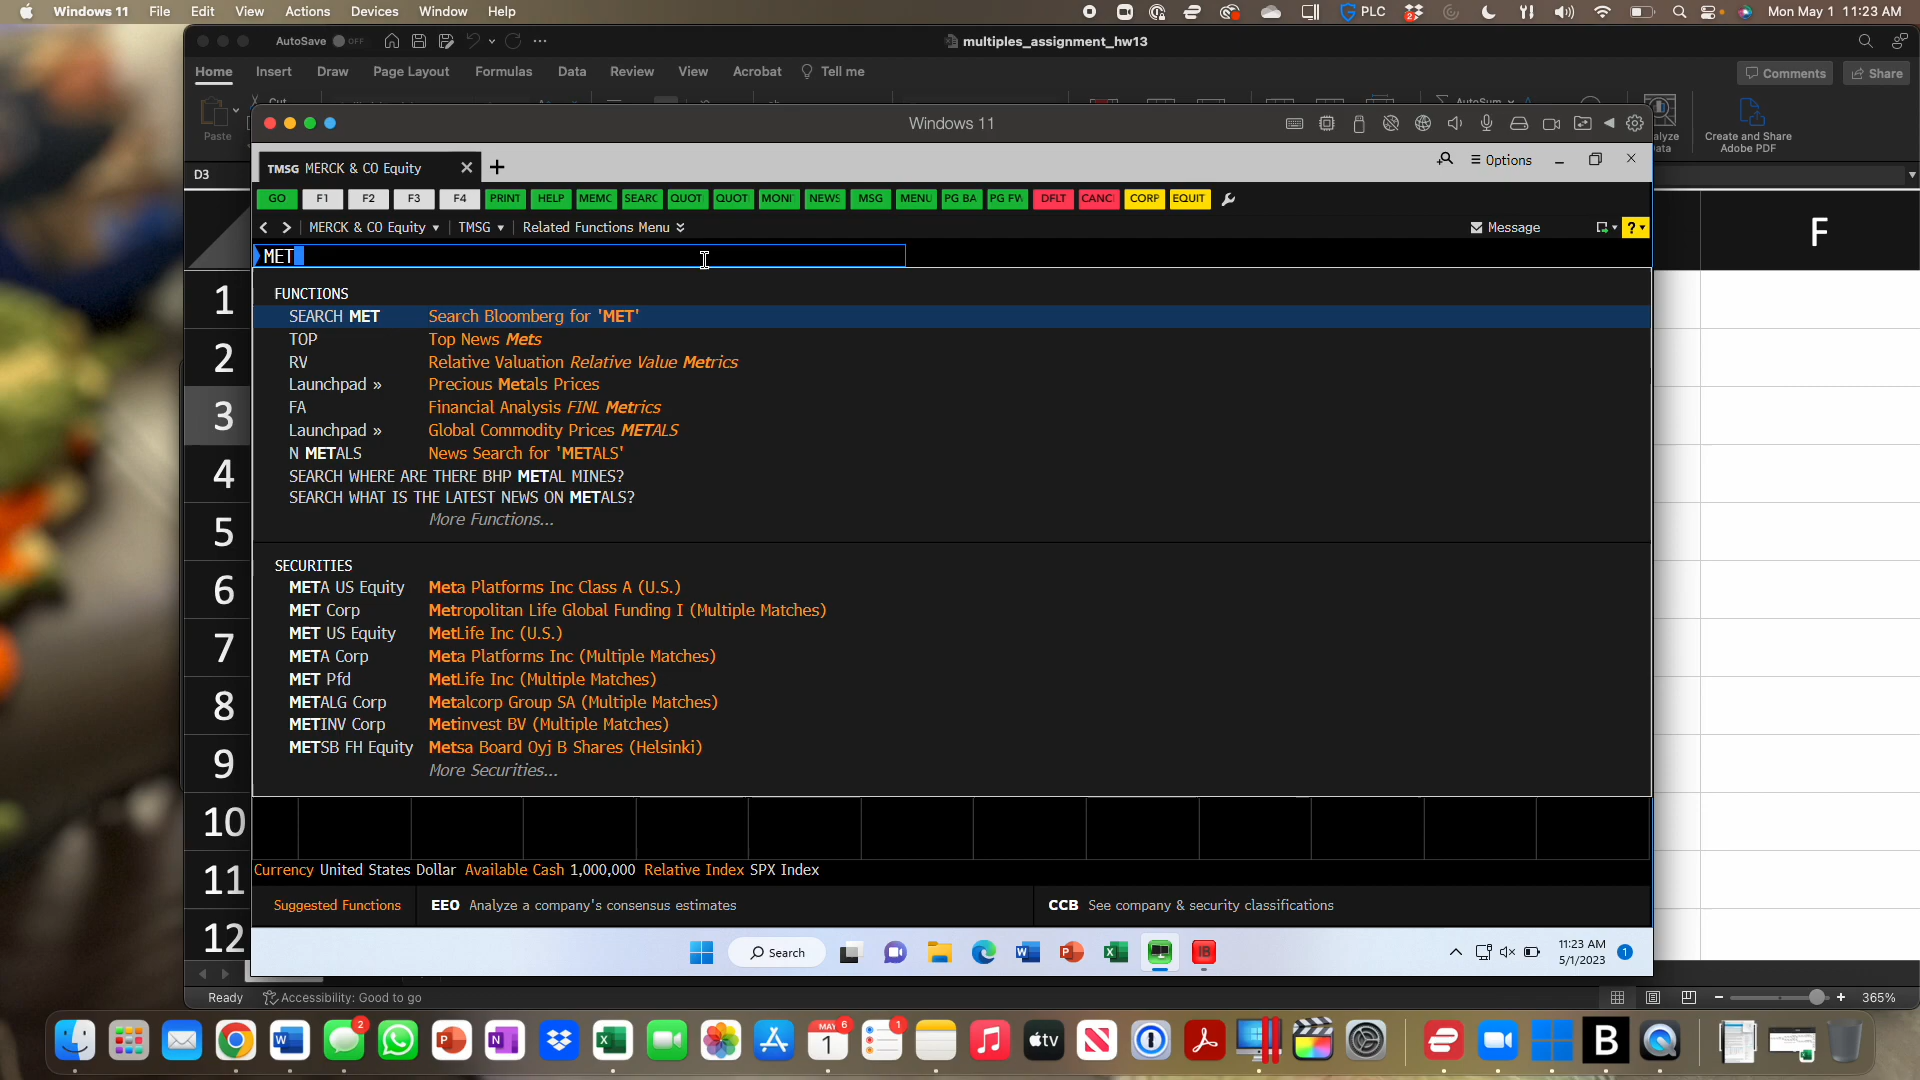 Windows 11 File Edit View Actions Devices Window Help
PLC 2 Mon May 1 11:23 AM
AutoSave OFF
multiples_assignment_hw13
Home Insert Draw Page Layout Formulas Data Review View Acrobat Tell me
Comments Share
Paste
Create and Share
Adobe PDF
Windows 11
D3
TMSG MERCK & CO Equity
Options
GO F1 F2 F3 F4 PRINT HELP MEMC SEARC QUOT QUOT MONI NEWS MSG MENU PG BA PG FW DFLT CANC CORP EQUIT
MERCK & CO Equity TMSG Related Functions Menu
Message
?
MET
F
FUNCTIONS
SEARCH MET Search Bloomberg for 'MET'
TOP Top News Mets
RV Relative Valuation Relative Value Metrics
Launchpad » Precious Metals Prices
FA Financial Analysis FINL Metrics
Launchpad » Global Commodity Prices METALS
N METALS News Search for 'METALS'
SEARCH WHERE ARE THERE BHP METAL MINES?
SEARCH WHAT IS THE LATEST NEWS ON METALS?
More Functions...
SECURITIES
META US Equity Meta Platforms Inc Class A (U.S.)
MET Corp Metropolitan Life Global Funding I (Multiple Matches)
MET US Equity MetLife Inc (U.S.)
META Corp Meta Platforms Inc (Multiple Matches)
MET Pfd MetLife Inc (Multiple Matches)
METALG Corp Metalcorp Group SA (Multiple Matches)
METINV Corp Metinvest BV (Multiple Matches)
METSB FH Equity Metsa Board Oyj B Shares (Helsinki)
More Securities...
1
2
3
4
5
6
7
8
9
10
11
12
Currency United States Dollar Available Cash 1,000,000 Relative Index SPX Index
Suggested Functions EEO Analyze a company's consensus estimates CCB See company & security classifications
Search
11:23 AM
5/1/2023
1
Ready Accessibility: Good to go
365%
2
MAY 6
1
1
tv